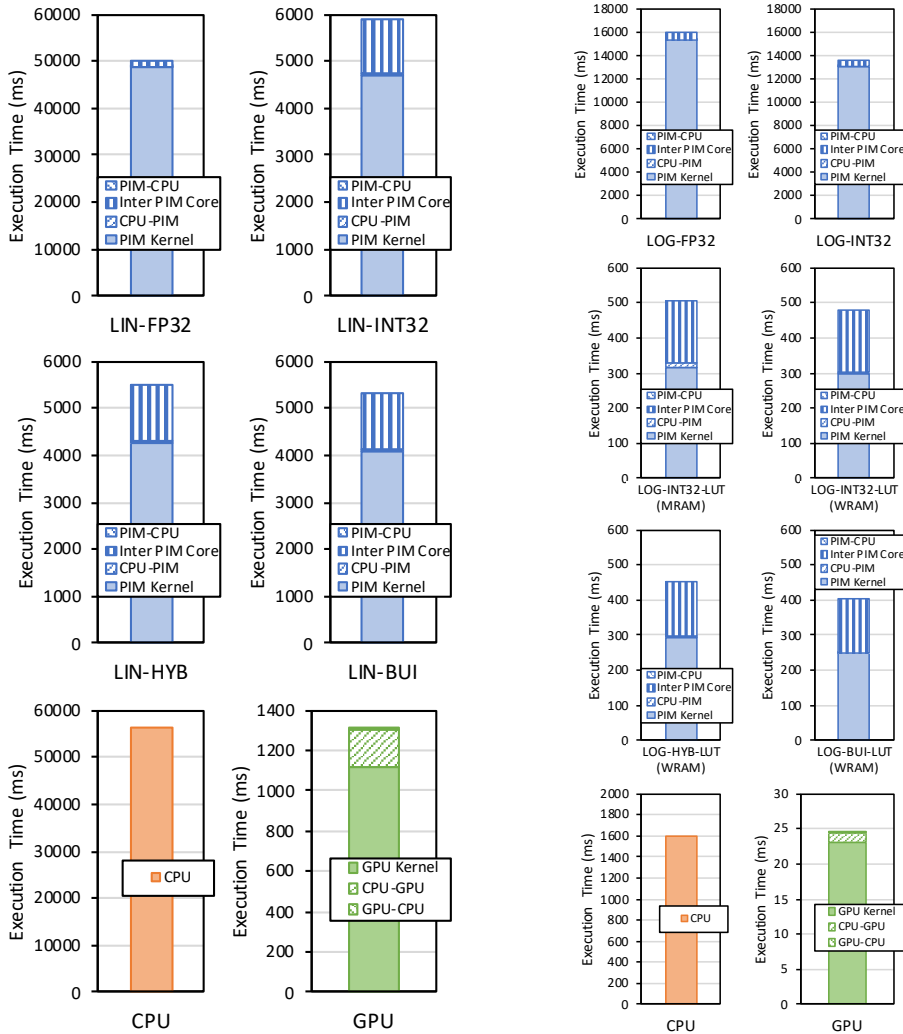 Execution Time (ms)
60000
50000
40000
30000
20000
10000
0
PIM-CPU
Inter PIM Core
CPU-PIM
PIM Kernel
LIN-FP32
Execution Time (ms)
6000
5000
4000
3000
2000
1000
0
PIM-CPU
Inter PIM Core
CPU-PIM
PIM Kernel
LIN-INT32
Execution Time (ms)
18000
16000
14000
12000
10000
8000
6000
4000
2000
0
PIM-CPU
Inter PIM Core
CPU-PIM
PIM Kernel
LOG-FP32
Execution Time (ms)
18000
16000
14000
12000
10000
8000
6000
4000
2000
0
PIM-CPU
Inter PIM Core
CPU-PIM
PIM Kernel
LOG-INT32
Execution Time (ms)
600
500
400
300
200
100
0
PIM-CPU
Inter PIM Core
CPU-PIM
PIM Kernel
LOG-INT32-LUT
(MRAM)
Execution Time (ms)
600
500
400
300
200
100
0
PIM-CPU
Inter PIM Core
CPU-PIM
PIM Kernel
LOG-INT32-LUT
(WRAM)
Execution Time (ms)
6000
5000
4000
3000
2000
1000
0
PIM-CPU
Inter PIM Core
CPU-PIM
PIM Kernel
LIN-HYB
Execution Time (ms)
6000
5000
4000
3000
2000
1000
0
PIM-CPU
Inter PIM Core
CPU-PIM
PIM Kernel
LIN-BUI
Execution Time (ms)
600
500
400
300
200
100
0
PIM-CPU
Inter PIM Core
CPU-PIM
PIM Kernel
LOG-HYB-LUT
(WRAM)
Execution Time (ms)
600
500
400
300
200
100
0
PIM-CPU
Inter PIM Core
CPU-PIM
PIM Kernel
LOG-BUI-LUT
(WRAM)
Execution Time (ms)
60000
50000
40000
30000
20000
10000
0
CPU
CPU
Execution Time (ms)
1400
1200
1000
800
600
400
200
0
GPU Kernel
CPU-GPU
GPU-CPU
GPU
Execution Time (ms)
2000
1800
1600
1400
1200
1000
800
600
400
200
0
CPU
CPU
Execution Time (ms)
30
25
20
15
10
5
0
GPU Kernel
CPU-GPU
GPU-CPU
GPU